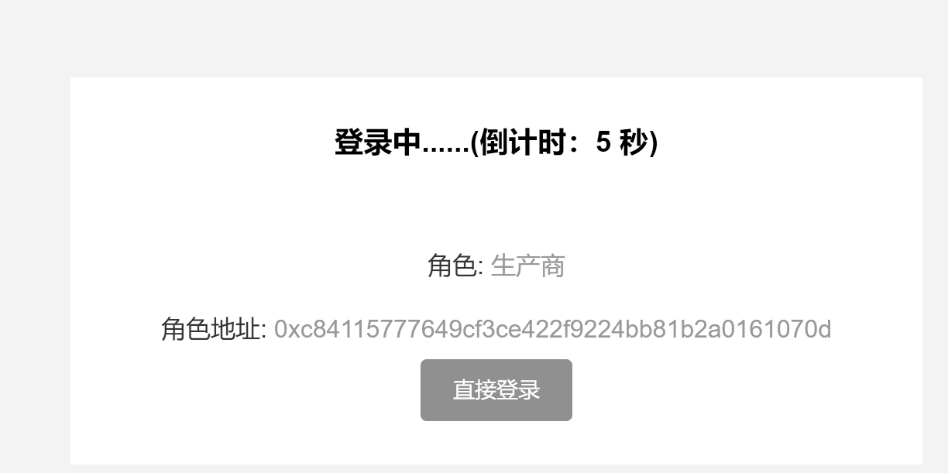 登录中......(倒计时：5 秒)
角色: 生产商
角色地址: 0xc84115777649cf3ce422f9224bb81b2a0161070d
直接登录